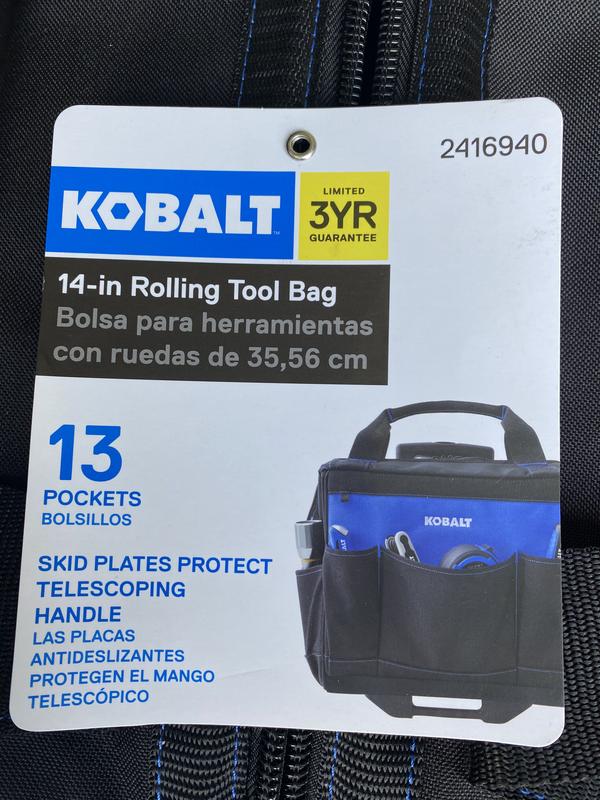 2416940
KOBALT™
LIMITED
3YR
GUARANTEE
14-in Rolling Tool Bag
Bolsa para herramientas
con ruedas de 35,56 cm
13
POCKETS
BOLSILLOS
SKID PLATES PROTECT
TELESCOPING
HANDLE
LAS PLACAS
ANTIDESLIZANTES
PROTEGEN EL MANGO
TELESCÓPICO
KOBALT